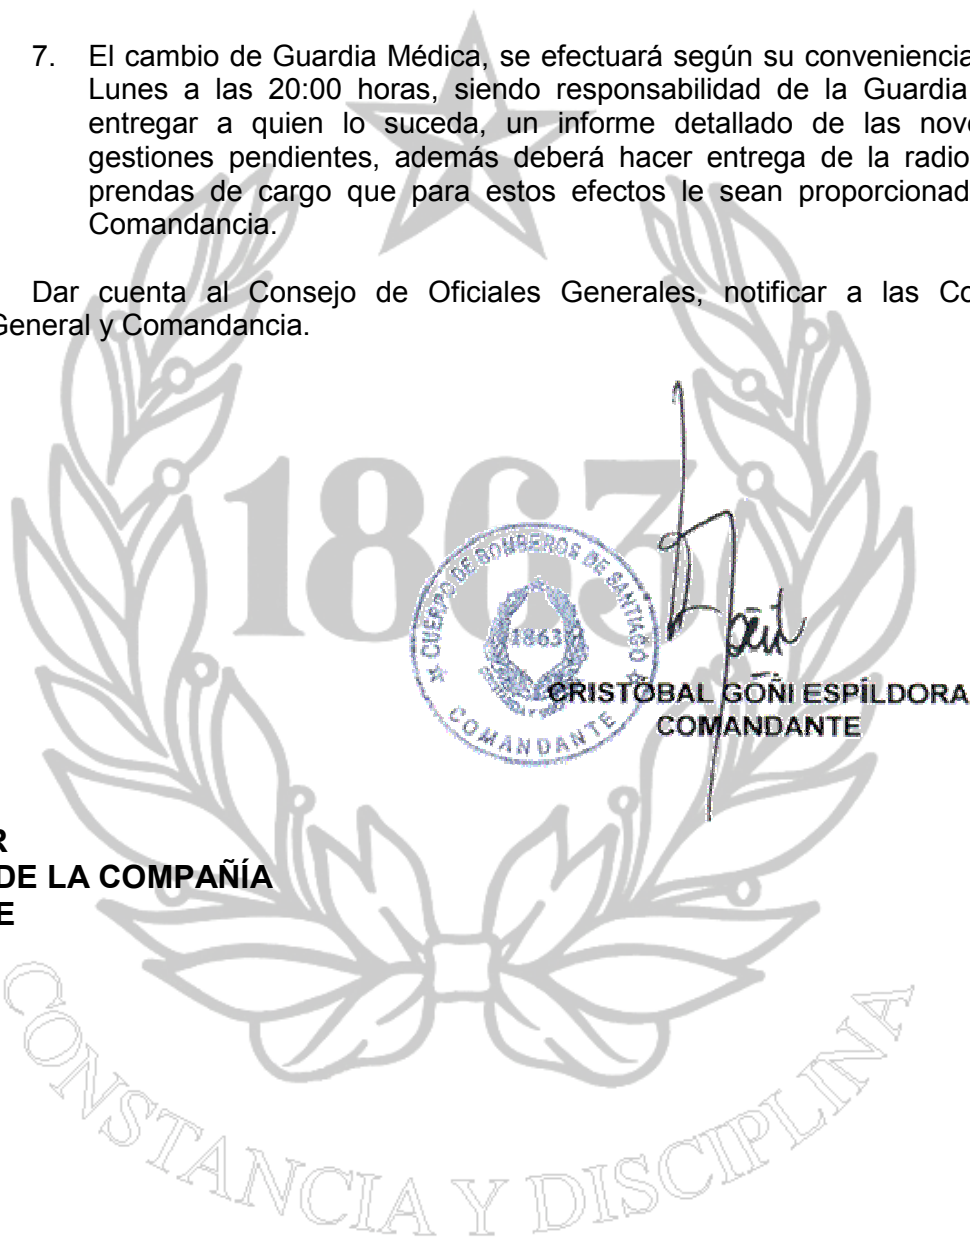 7. El cambio de Guardia Médica, se efectuará según su conveniencia
Lunes a las 20:00 horas, siendo responsabilidad de la Guardia
entregar a quien lo suceda, un informe detallado de las nov
gestiones pendientes, además deberá hacer entrega de la radio
prendas de cargo que para estos efectos le sean proporcionad
Comandancia.
Dar cuenta al Consejo de Oficiales Generales, notificar a las Co
General y Comandancia.
1863
CUERPO DE BOMBEROS DE SANTIAGO
1863
COMANDANTE
CRISTÓBAL GOÑI ESPÍLDORA
COMANDANTE
R
DE LA COMPAÑÍA
E
CONSTANCIA Y DISCIPLINA